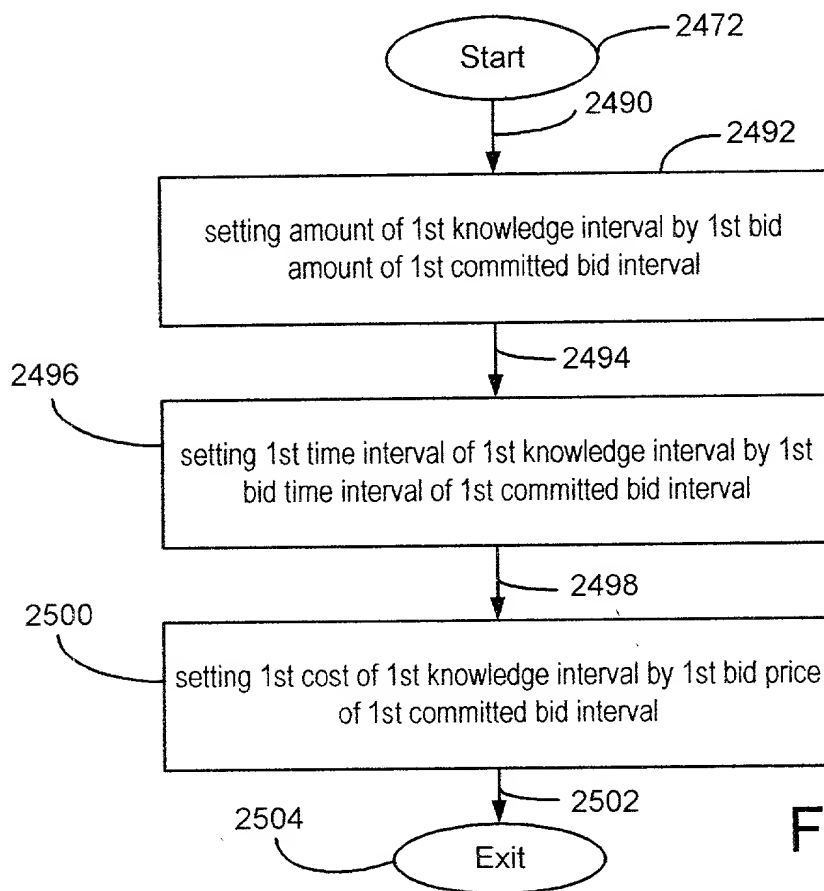 2472
Start
2490
2492
setting amount of 1st knowledge interval by 1st bid
amount of 1st committed bid interval
2494
2496
setting 1st time interval of 1st knowledge interval by 1st
bid time interval of 1st committed bid interval
2498
2500
setting 1st cost of 1st knowledge interval by 1st bid price
of 1st committed bid interval
2502
2504
Exit
F